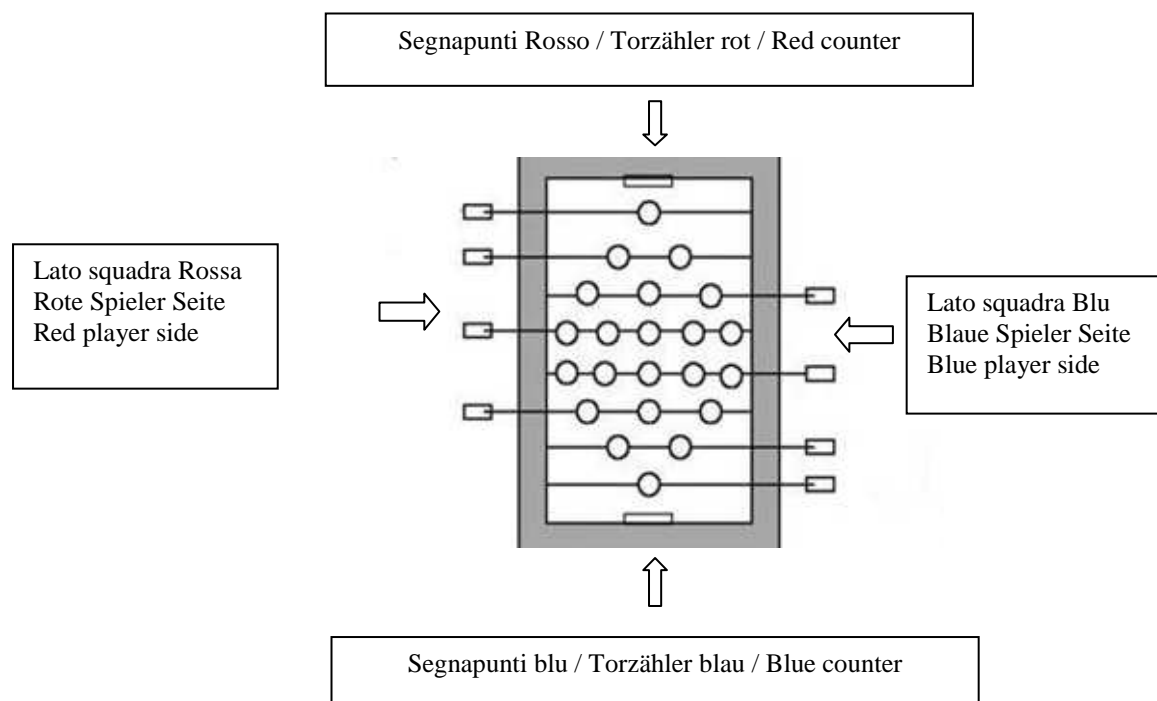 Segnapunti Rosso / Torzähler rot / Red counter
Lato squadra Rossa
Rote Spieler Seite
Red player side
Lato squadra Blu
Blaue Spieler Seite
Blue player side
Segnapunti blu / Torzähler blau / Blue counter